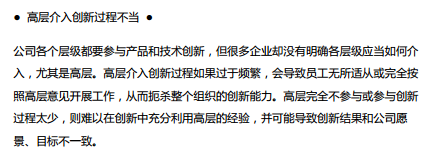 ● 高层介入创新过程不当 ●
公司各个层级都要参与产品和技术创新，但很多企业却没有明确各层级应当如何介
入，尤其是高层。高层介入创新过程如果过于频繁，会导致员工无所适从或完全按
照高层意见开展工作，从而扼杀整个组织的创新能力。高层完全不参与或参与创新
过程太少，则难以在创新中充分利用高层的经验，并可能导致创新结果和公司愿
景、目标不一致。